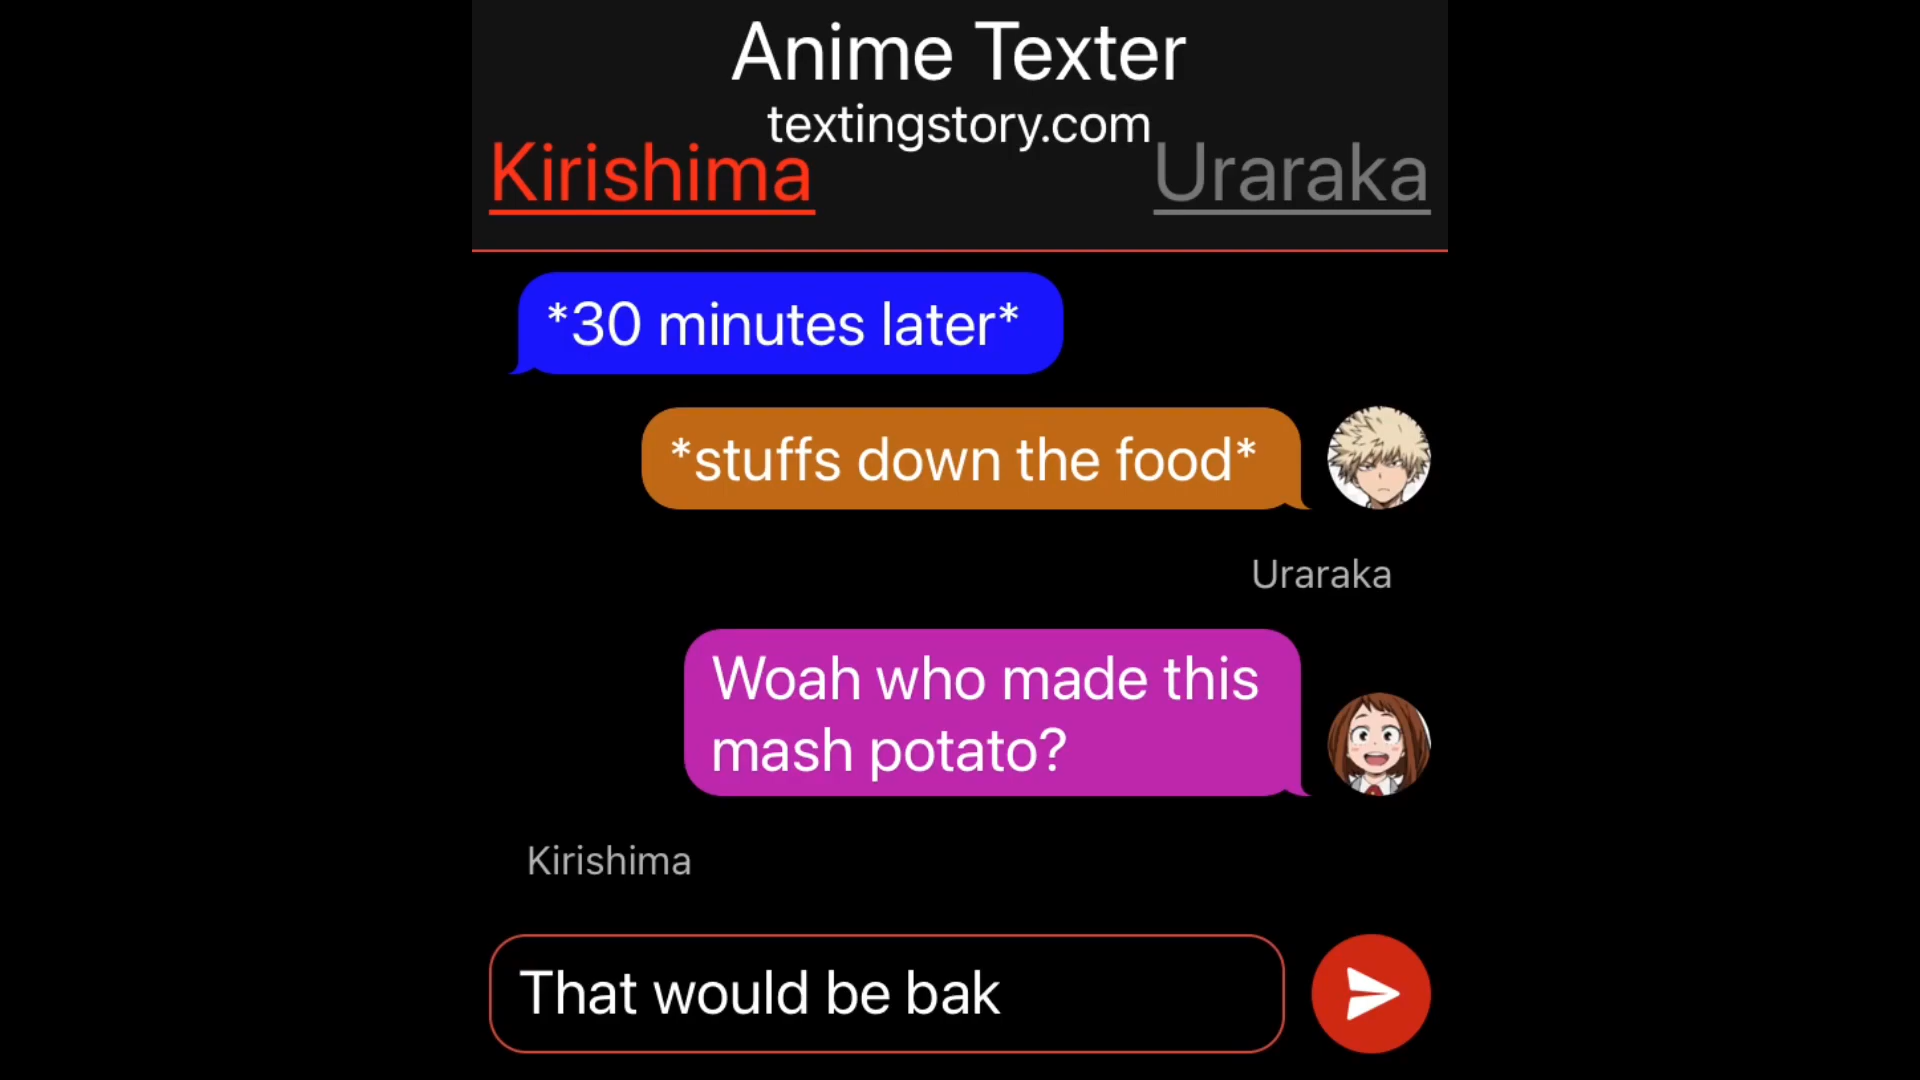 Anime Texter
textingstory.com
Kirishima
Uraraka
*30 minutes later*
*stuffs down the food*
Uraraka
Woah who made this
mash potato?
Kirishima
That would be bak